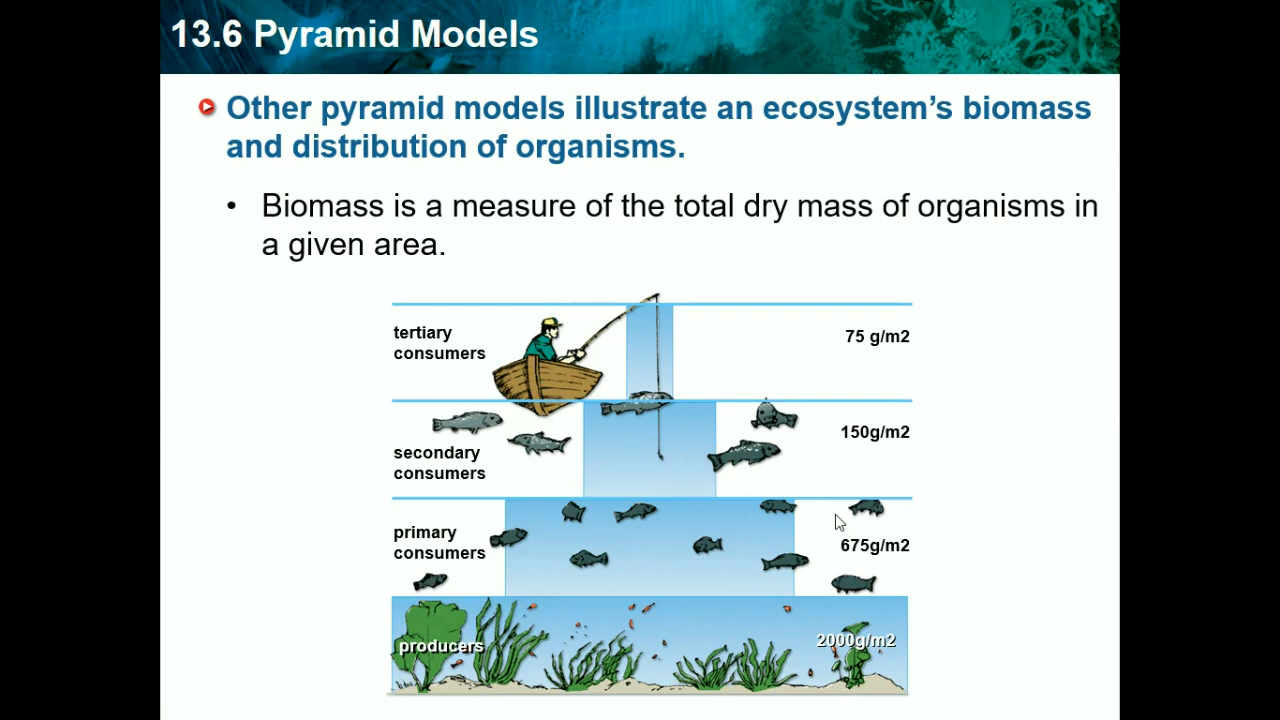 13.6 Pyramid Models
Other pyramid models illustrate an ecosystem’s biomass
and distribution of organisms.
• Biomass is a measure of the total dry mass of organisms in
a given area.
tertiary
consumers
75 g/m2
secondary
consumers
150g/m2
primary
consumers
675g/m2
producers
2000g/m2